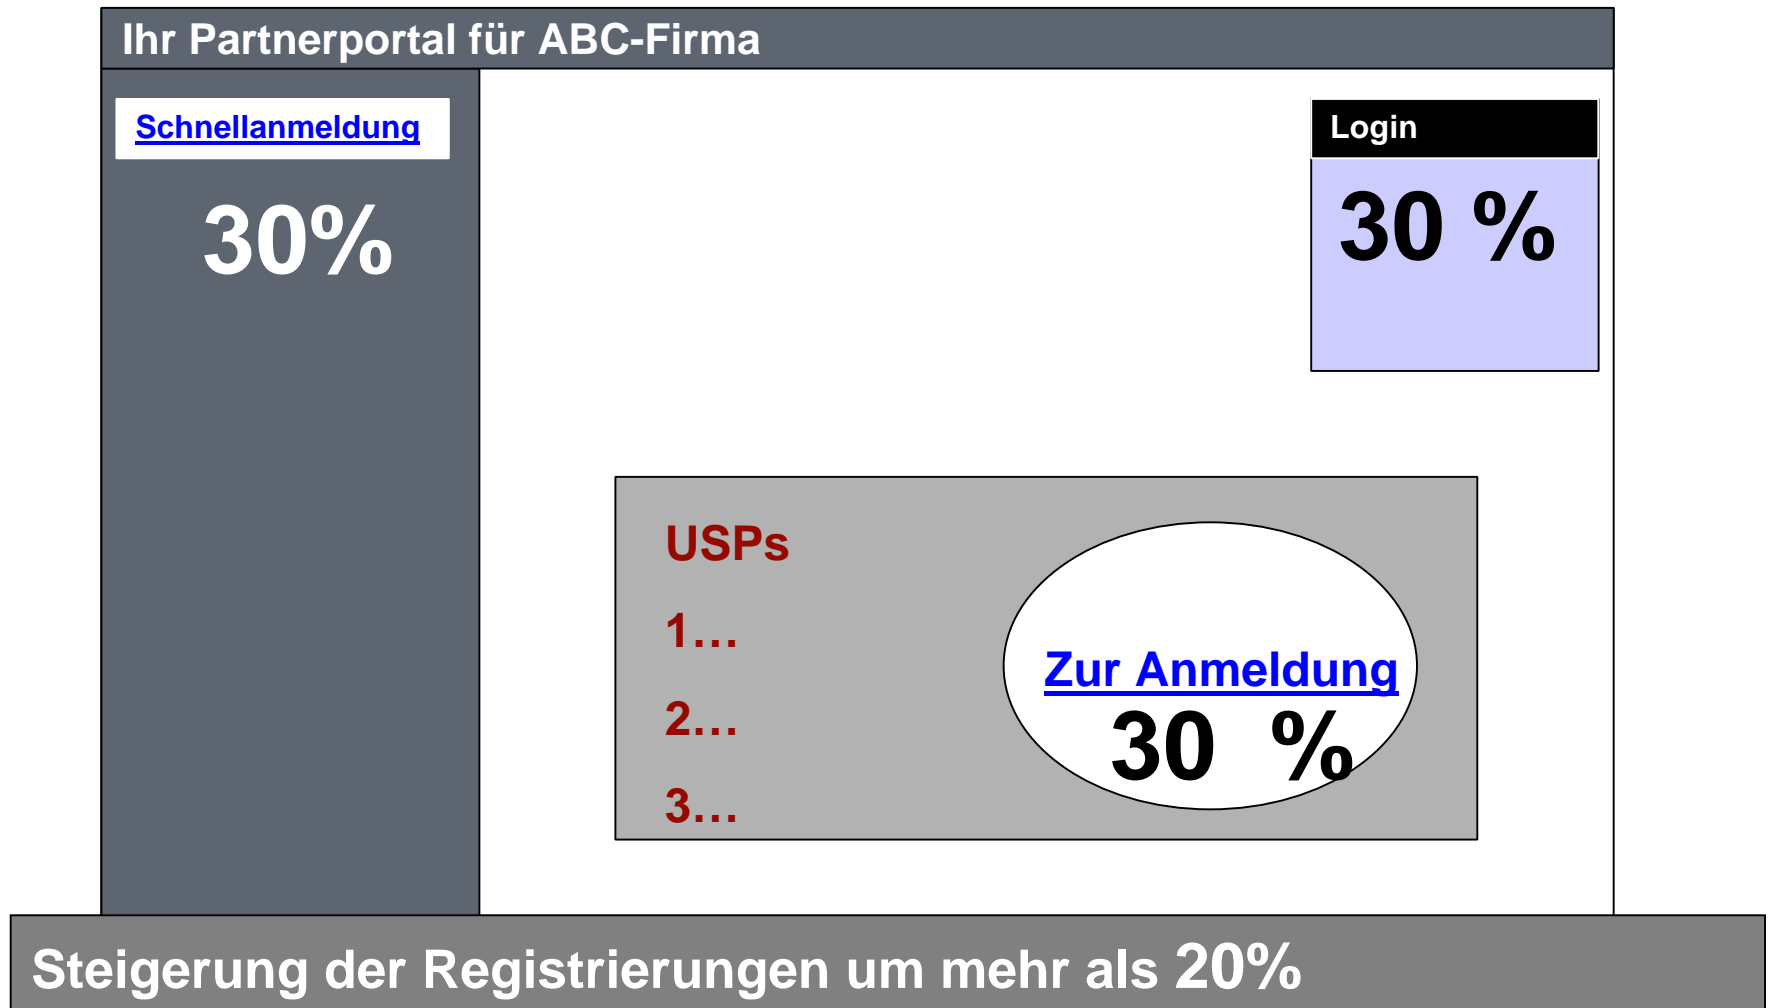 Ihr Partnerportal für ABC-Firma
Schnellanmeldung
30%
Login
30 %
USPs
1…
2…
3…
Zur Anmeldung
30 %
Steigerung der Registrierungen um mehr als 20%